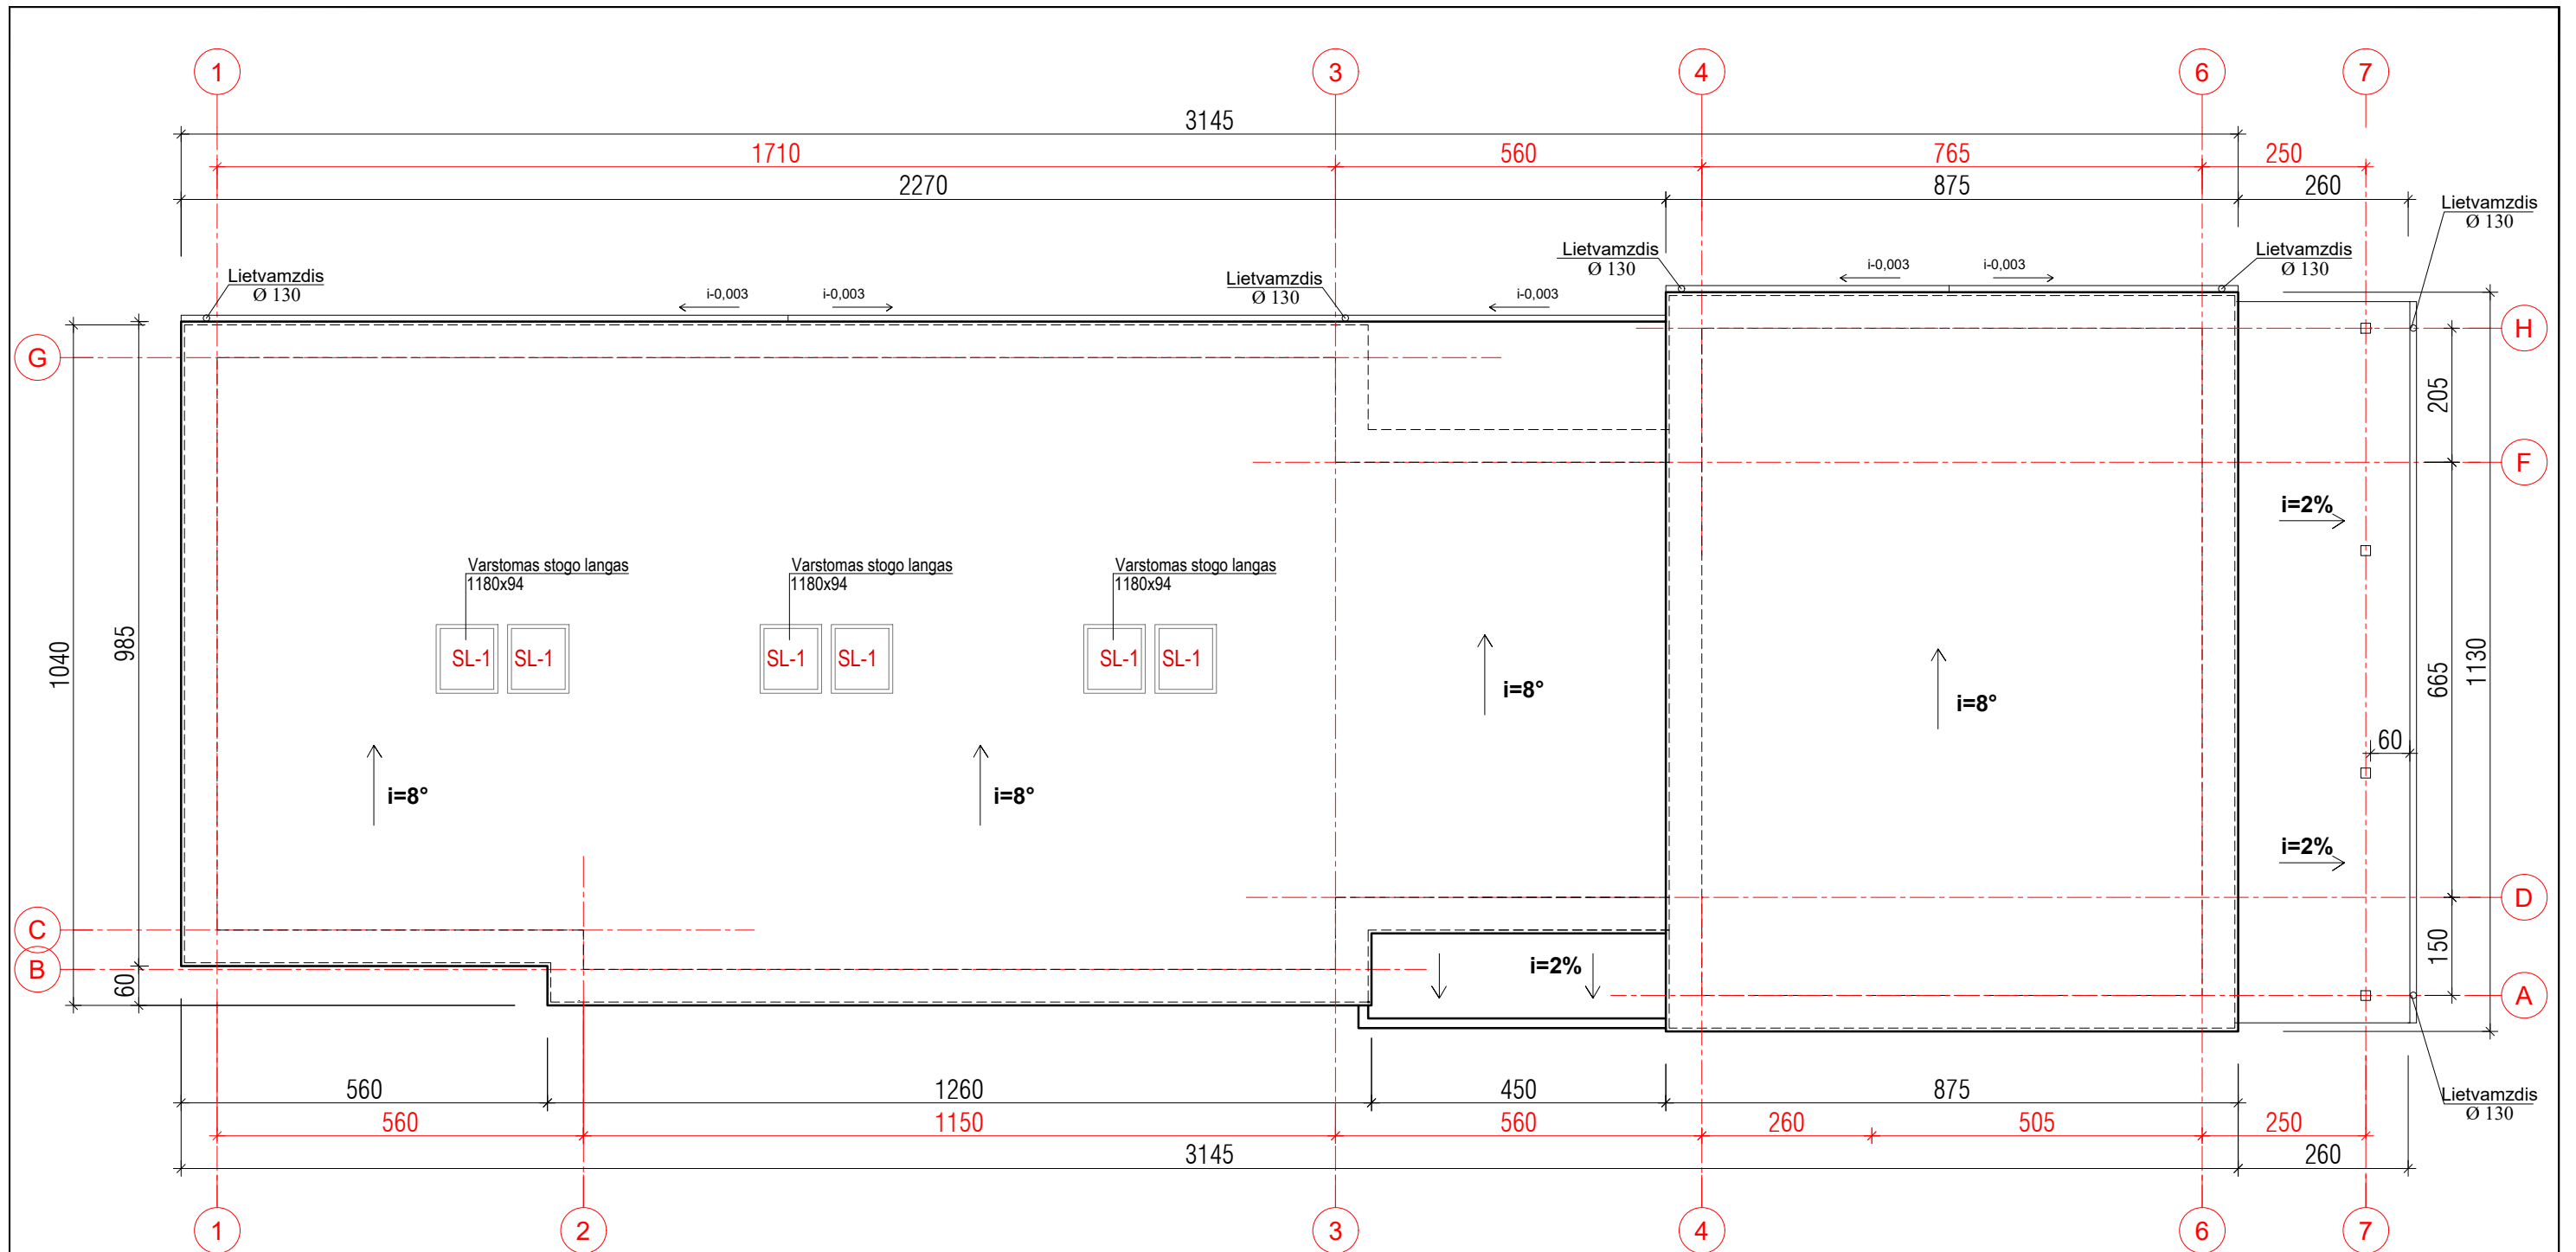 1 3 4 6 7
3145
1710 560 765 250
2270 875 260
Lietvamzdis
Ø 130
Lietvamzdis
Ø 130
Lietvamzdis
Ø 130
Lietvamzdis
Ø 130
Lietvamzdis
Ø 130
i-0,003 i-0,003 i-0,003
i-0,003 i-0,003
G
H
205
F
i=2%
Varstomas stogo langas
1180x94
Varstomas stogo langas
1180x94
Varstomas stogo langas
1180x94
SL-1 SL-1 SL-1 SL-1 SL-1 SL-1
1040
985
i=8°
i=8°
665
1130
60
i=8°
i=8°
i=2%
D
C
B
60
i=2%
150
A
560 1260 450 875
Lietvamzdis
Ø 130
560 1150 560 260 505 250
3145 260
1 2 3 4 6 7